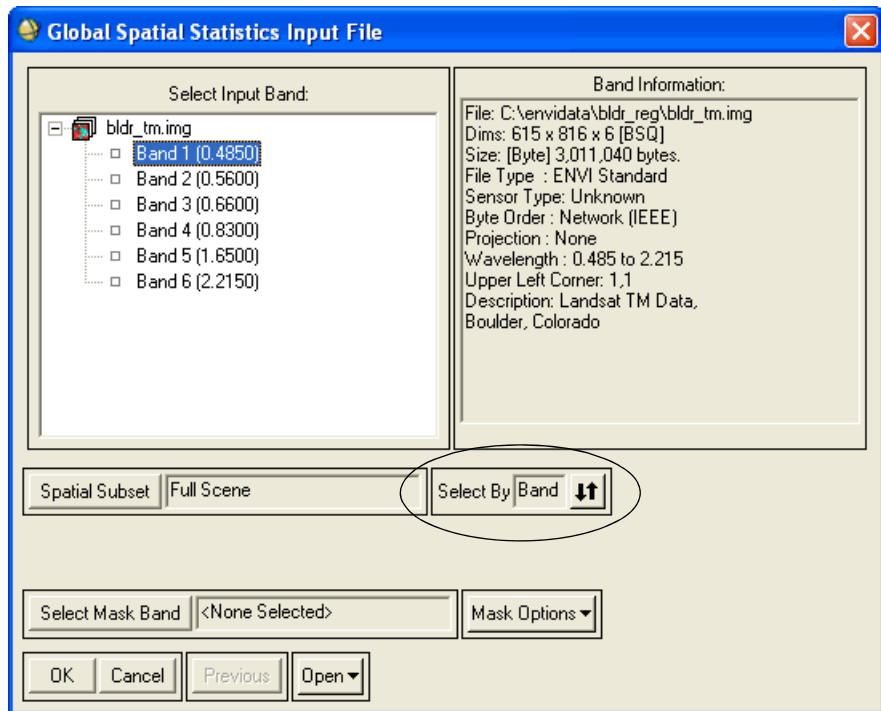 Global Spatial Statistics Input File
Select Input Band:
bldr_tm.img
Band 1 (0.4850)
Band 2 (0.5600)
Band 3 (0.6600)
Band 4 (0.8300)
Band 5 (1.6500)
Band 6 (2.2150)
Band Information:
File: C:\envidata\bldr_reg\bldr_tm.img
Dims: 615 x 816 x 6 [BSQ]
Size: [Byte] 3,011,040 bytes.
File Type : ENVI Standard
Sensor Type: Unknown
Byte Order : Network (IEEE)
Projection : None
Wavelength : 0.485 to 2.215
Upper Left Corner: 1,1
Description: Landsat TM Data,
Boulder, Colorado
Spatial Subset Full Scene
Select By Band
Select Mask Band <None Selected>
Mask Options
OK Cancel Previous Open